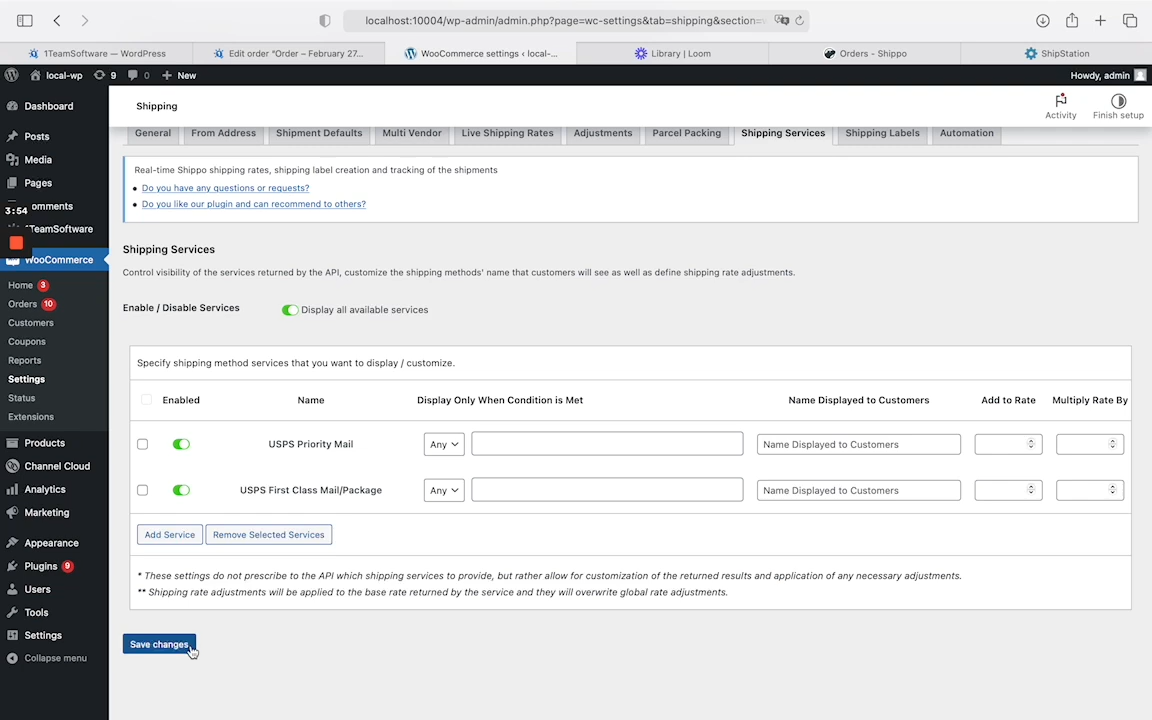 localhost:10004/wp-admin/admin.php?page=wc-settings&tab=shipping&section=
1TeamSoftware — WordPress
Edit order "Order – February 27...
WooCommerce settings ‹ local-...
Library | Loom
Orders - Shippo
ShipStation
local-wp 9 0 + New Howdy, admin
Dashboard
Posts
Media
Pages
omments
3:54
TeamSoftware
WooCommerce
Home 3
Orders 10
Customers
Coupons
Reports
Settings
Status
Extensions
Products
Channel Cloud
Analytics
Marketing
Appearance
Plugins 9
Users
Tools
Settings
Collapse menu
Shipping
Activity
Finish setup
General
From Address
Shipment Defaults
Multi Vendor
Live Shipping Rates
Adjustments
Parcel Packing
Shipping Services
Shipping Labels
Automation
Real-time Shippo shipping rates, shipping label creation and tracking of the shipments
• Do you have any questions or requests?
• Do you like our plugin and can recommend to others?
Shipping Services
Control visibility of the services returned by the API, customize the shipping methods' name that customers will see as well as define shipping rate adjustments.
Enable / Disable Services Display all available services
Specify shipping method services that you want to display / customize.
Enabled Name Display Only When Condition is Met Name Displayed to Customers Add to Rate Multiply Rate By
USPS Priority Mail Any Name Displayed to Customers
USPS First Class Mail/Package Any Name Displayed to Customers
Add Service Remove Selected Services
* These settings do not prescribe to the API which shipping services to provide, but rather allow for customization of the returned results and application of any necessary adjustments.
** Shipping rate adjustments will be applied to the base rate returned by the service and they will overwrite global rate adjustments.
Save changes